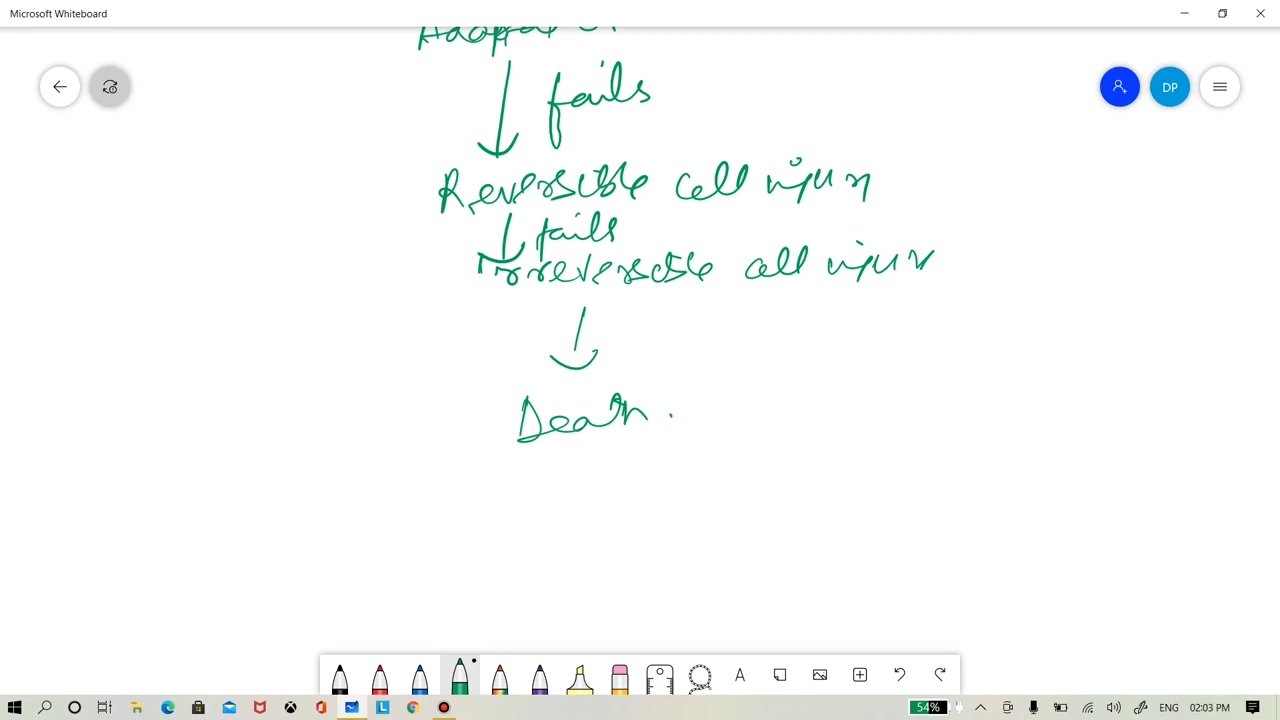 Microsoft Whiteboard
fails
DP
Reversible cell injury
fails
irreversible cell injury
Death.
A
54%
ENG
02:03 PM